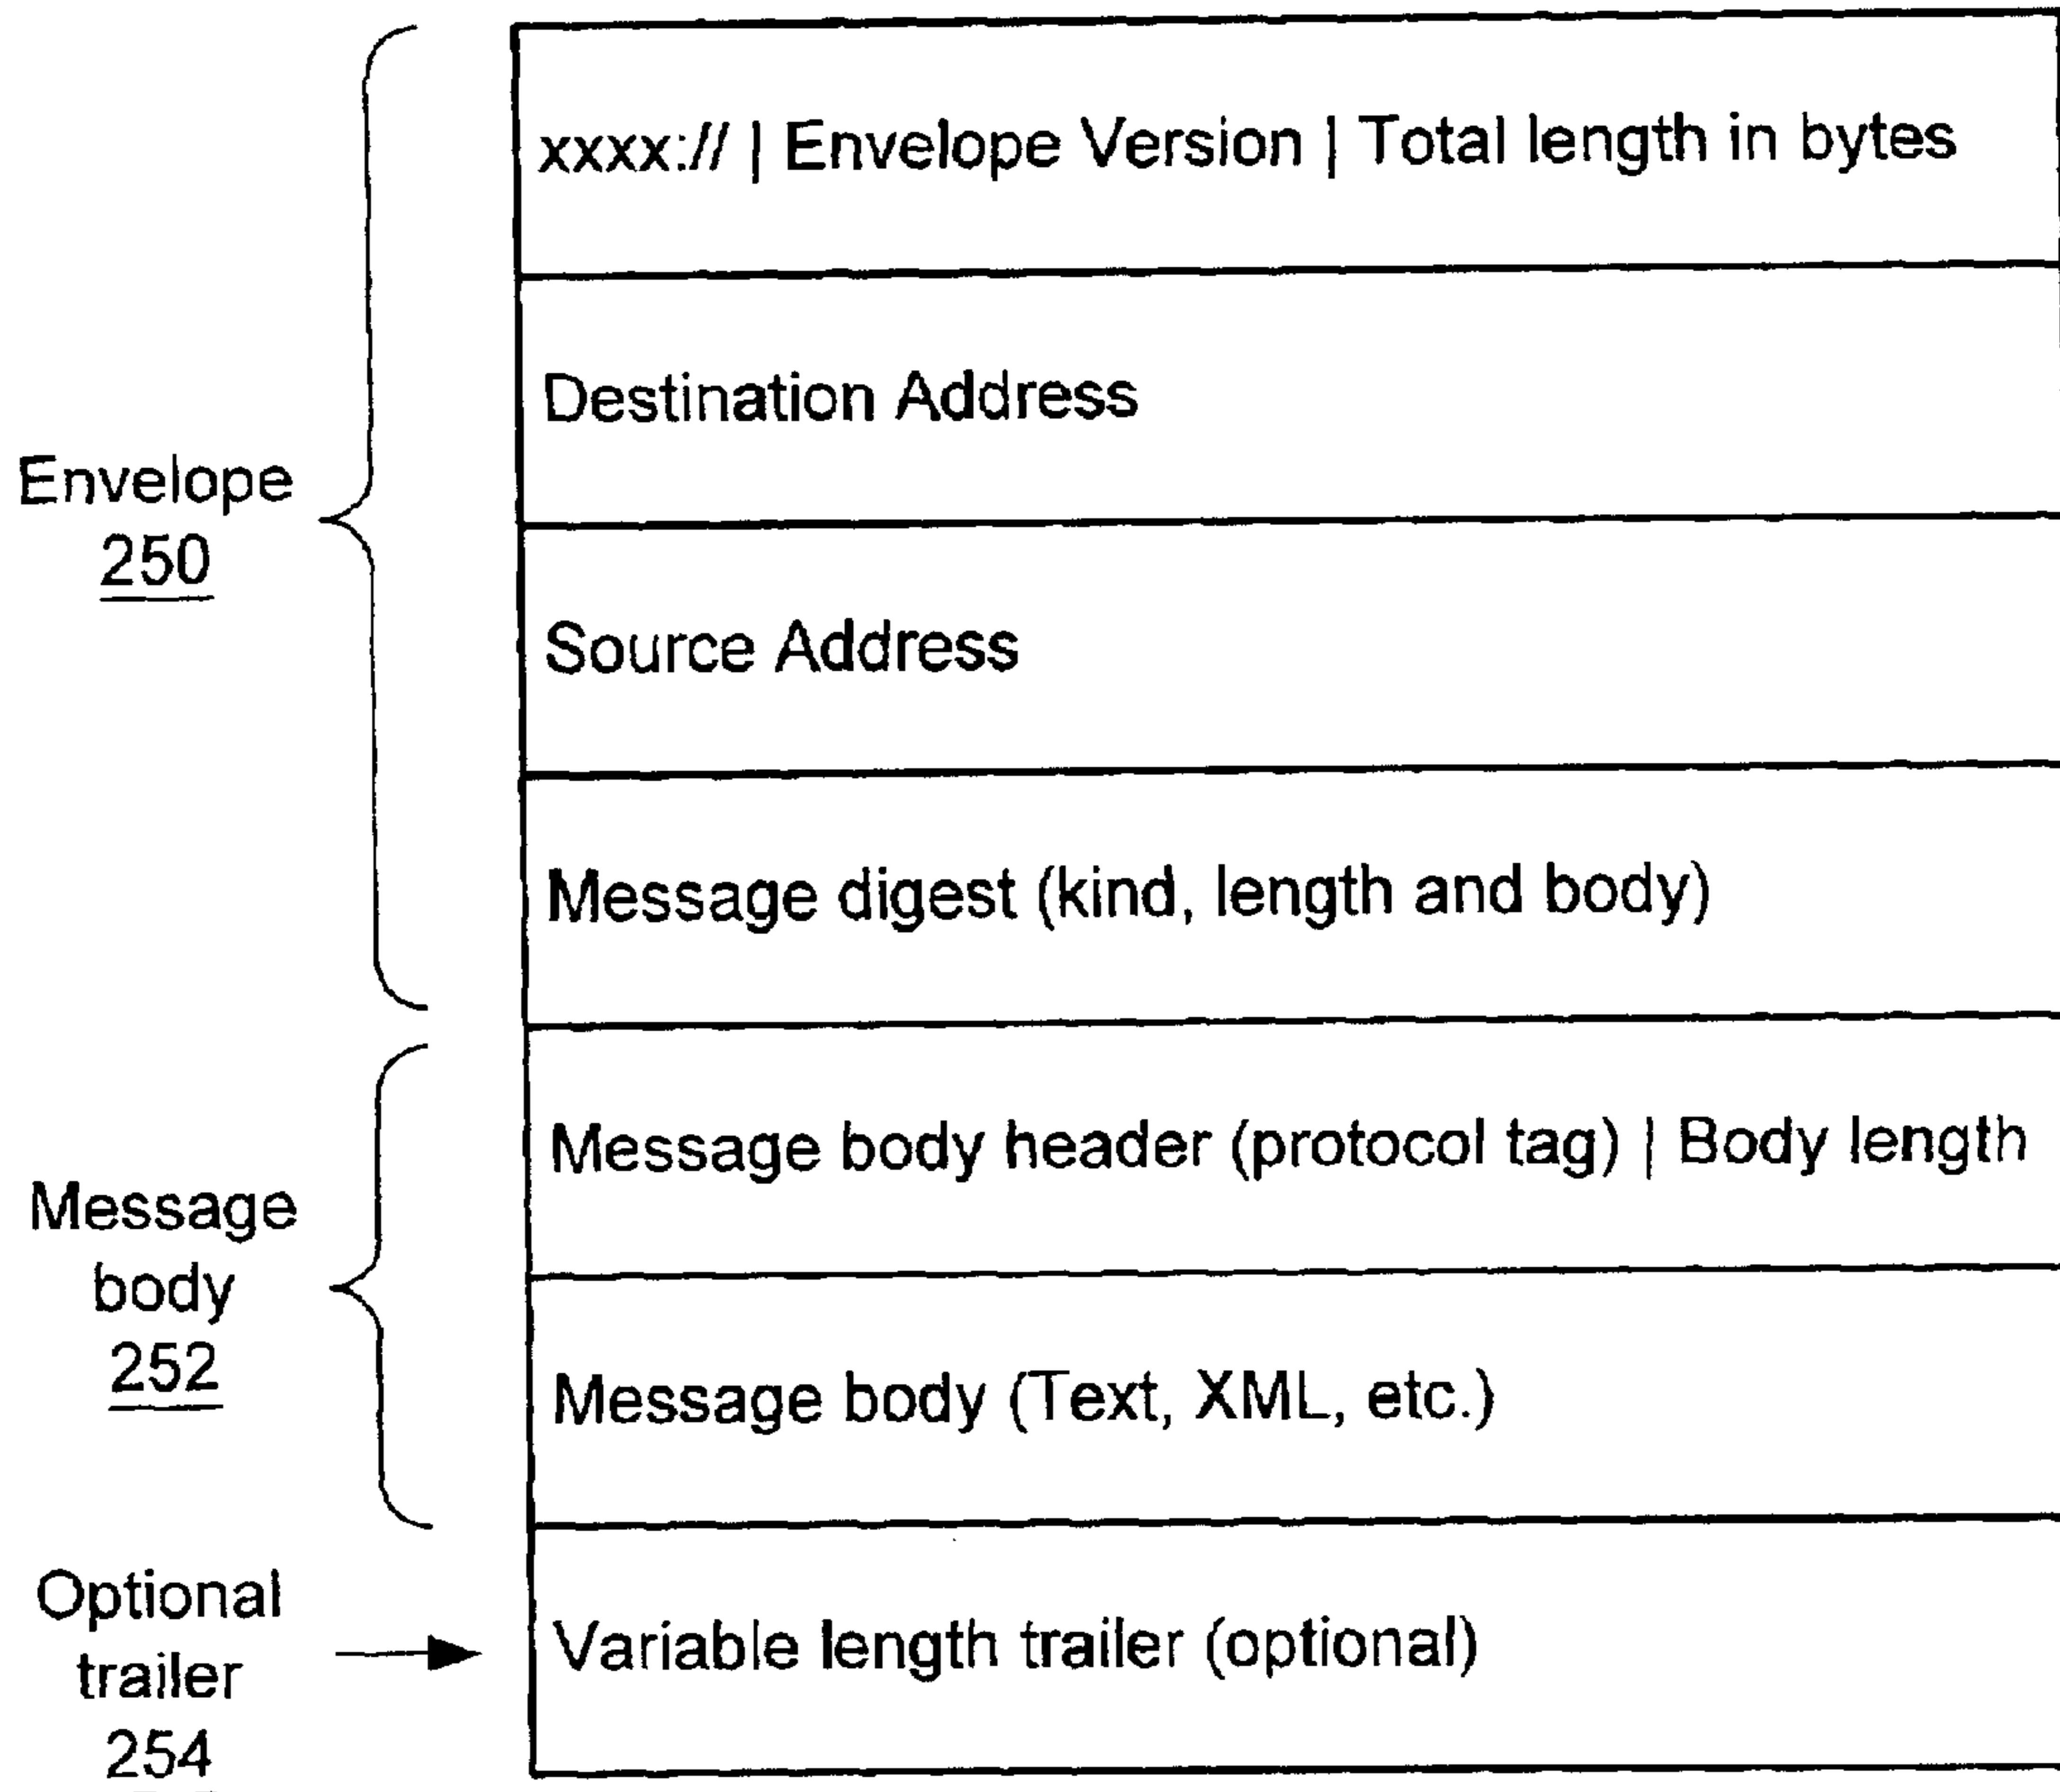 xxxx:// | Envelope Version | Total length in bytes
Destination Address
Envelope
250
Source Address
Message digest (kind, length and body)
Message body header (protocol tag) | Body length
Message
body
252
Message body (Text, XML, etc.)
Optional
trailer
254
Variable length trailer (optional)